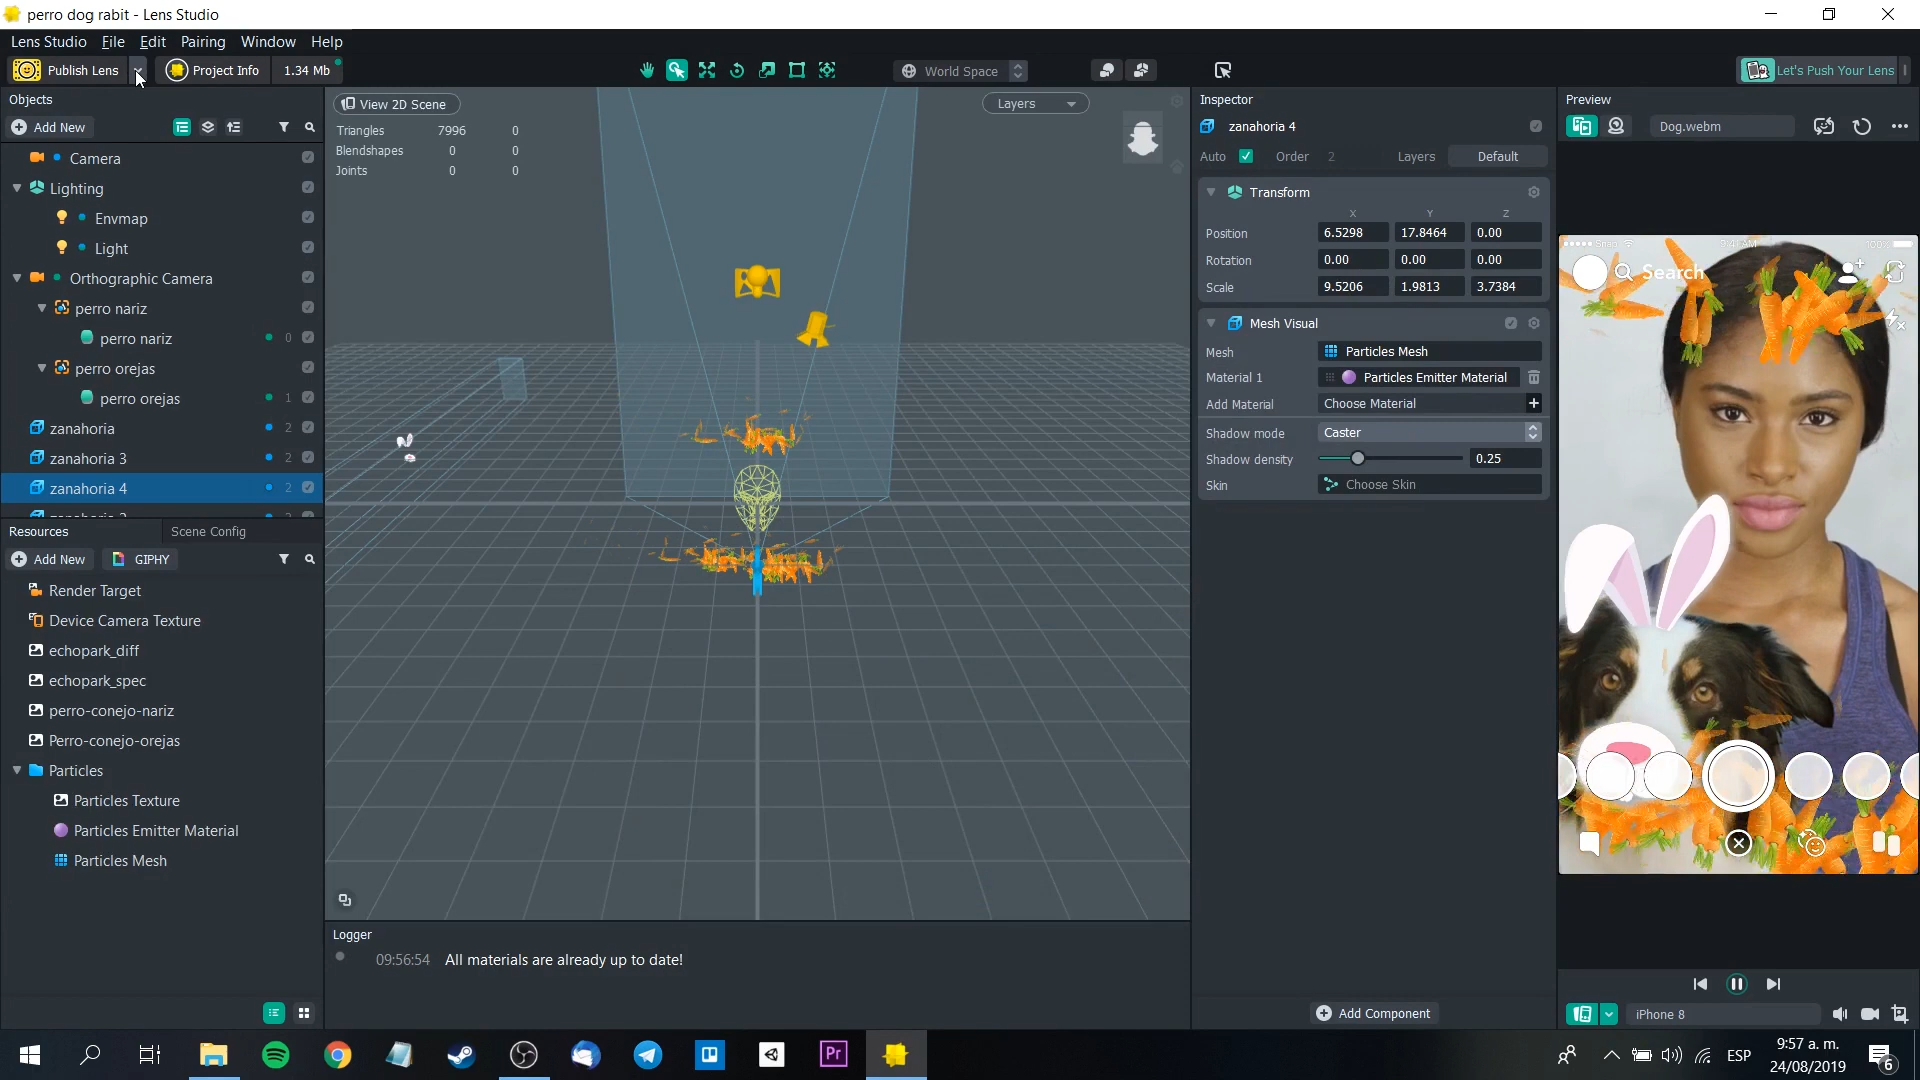 perro dog rabit - Lens Studio
Lens Studio File Edit Pairing Window Help
Publish Lens Project Info 1.34 Mb World Space Let's Push Your Lens
Objects
Add New
Camera
Lighting
Envmap
Light
Orthographic Camera
perro nariz
perro nariz 0
perro orejas
perro orejas 1
zanahoria 2
zanahoria 3 2
zanahoria 4 2
Resources Scene Config
Add New GIPHY
Render Target
Device Camera Texture
echopark_diff
echopark_spec
perro-conejo-nariz
Perro-conejo-orejas
Particles
Particles Texture
Particles Emitter Material
Particles Mesh
View 2D Scene Layers
Triangles 7996 0
Blendshapes 0 0
Joints 0 0
Logger
09:56:54 All materials are already up to date!
Inspector
zanahoria 4
Auto Order 2 Layers Default
Transform
X Y Z
Position 6.5298 17.8464 0.00
Rotation 0.00 0.00 0.00
Scale 9.5206 1.9813 3.7384
Mesh Visual
Mesh Particles Mesh
Material 1 Particles Emitter Material
Add Material Choose Material
Shadow mode Caster
Shadow density 0.25
Skin Choose Skin
Add Component
Preview
Dog.webm
Snap 9:41 AM 100%
Search
iPhone 8
Pr ESP 9:57 a. m.
24/08/2019 6